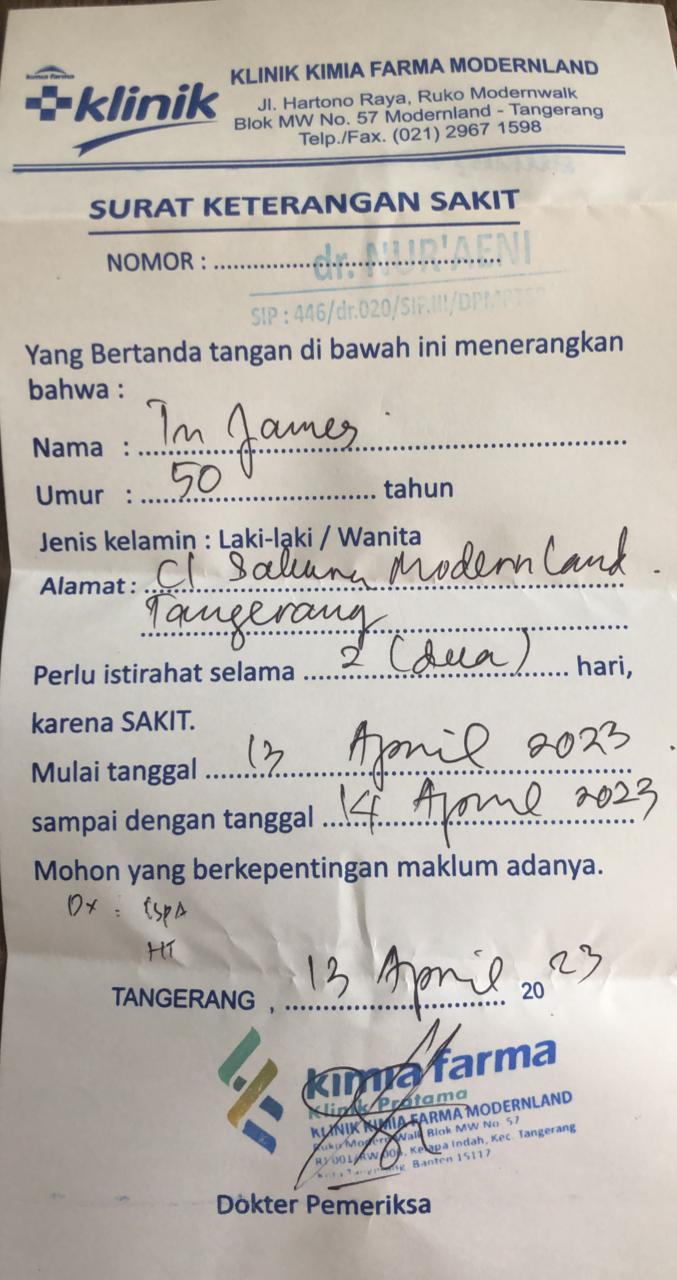 kimia farma
klinik
KLINIK KIMIA FARMA MODERNLAND
Jl. Hartono Raya, Ruko Modernwalk
Blok MW No. 57 Modernland - Tangerang
Telp./Fax. (021) 2967 1598
SURAT KETERANGAN SAKIT
NOMOR : ..............................
dr. NUR'AENI
SIP : 446/dr.020/SIP.III/DPMPTSP
Yang Bertanda tangan di bawah ini menerangkan
bahwa :
Nama : Tn James
Umur : 50 tahun
Jenis kelamin : Laki-laki / Wanita
Alamat : Cl Modern Land
Tangerang
Perlu istirahat selama 2 (dua) hari,
karena SAKIT.
Mulai tanggal 13 April 2023
sampai dengan tanggal 14 April 2023
Mohon yang berkepentingan maklum adanya.
Dx : ISPA
HT
TANGERANG , 13 April 2023
kimia farma
Klinik Pratama
KLINIK KIMIA FARMA MODERNLAND
Ruko Modern Walk Blok MW No. 57
RT 001/RW 006, Kelapa Indah, Kec. Tangerang
Banten 15117
Dokter Pemeriksa